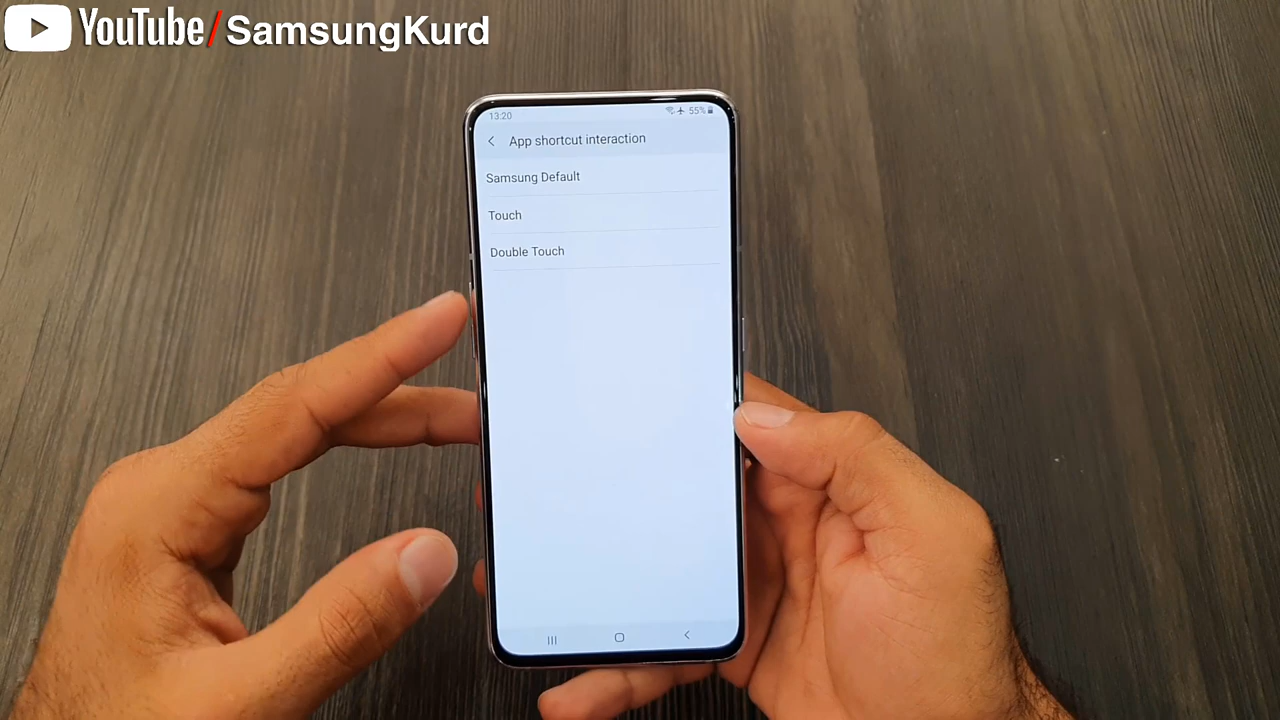 YouTube/SamsungKurd
13:20
55%
App shortcut interaction
Samsung Default
Touch
Double Touch